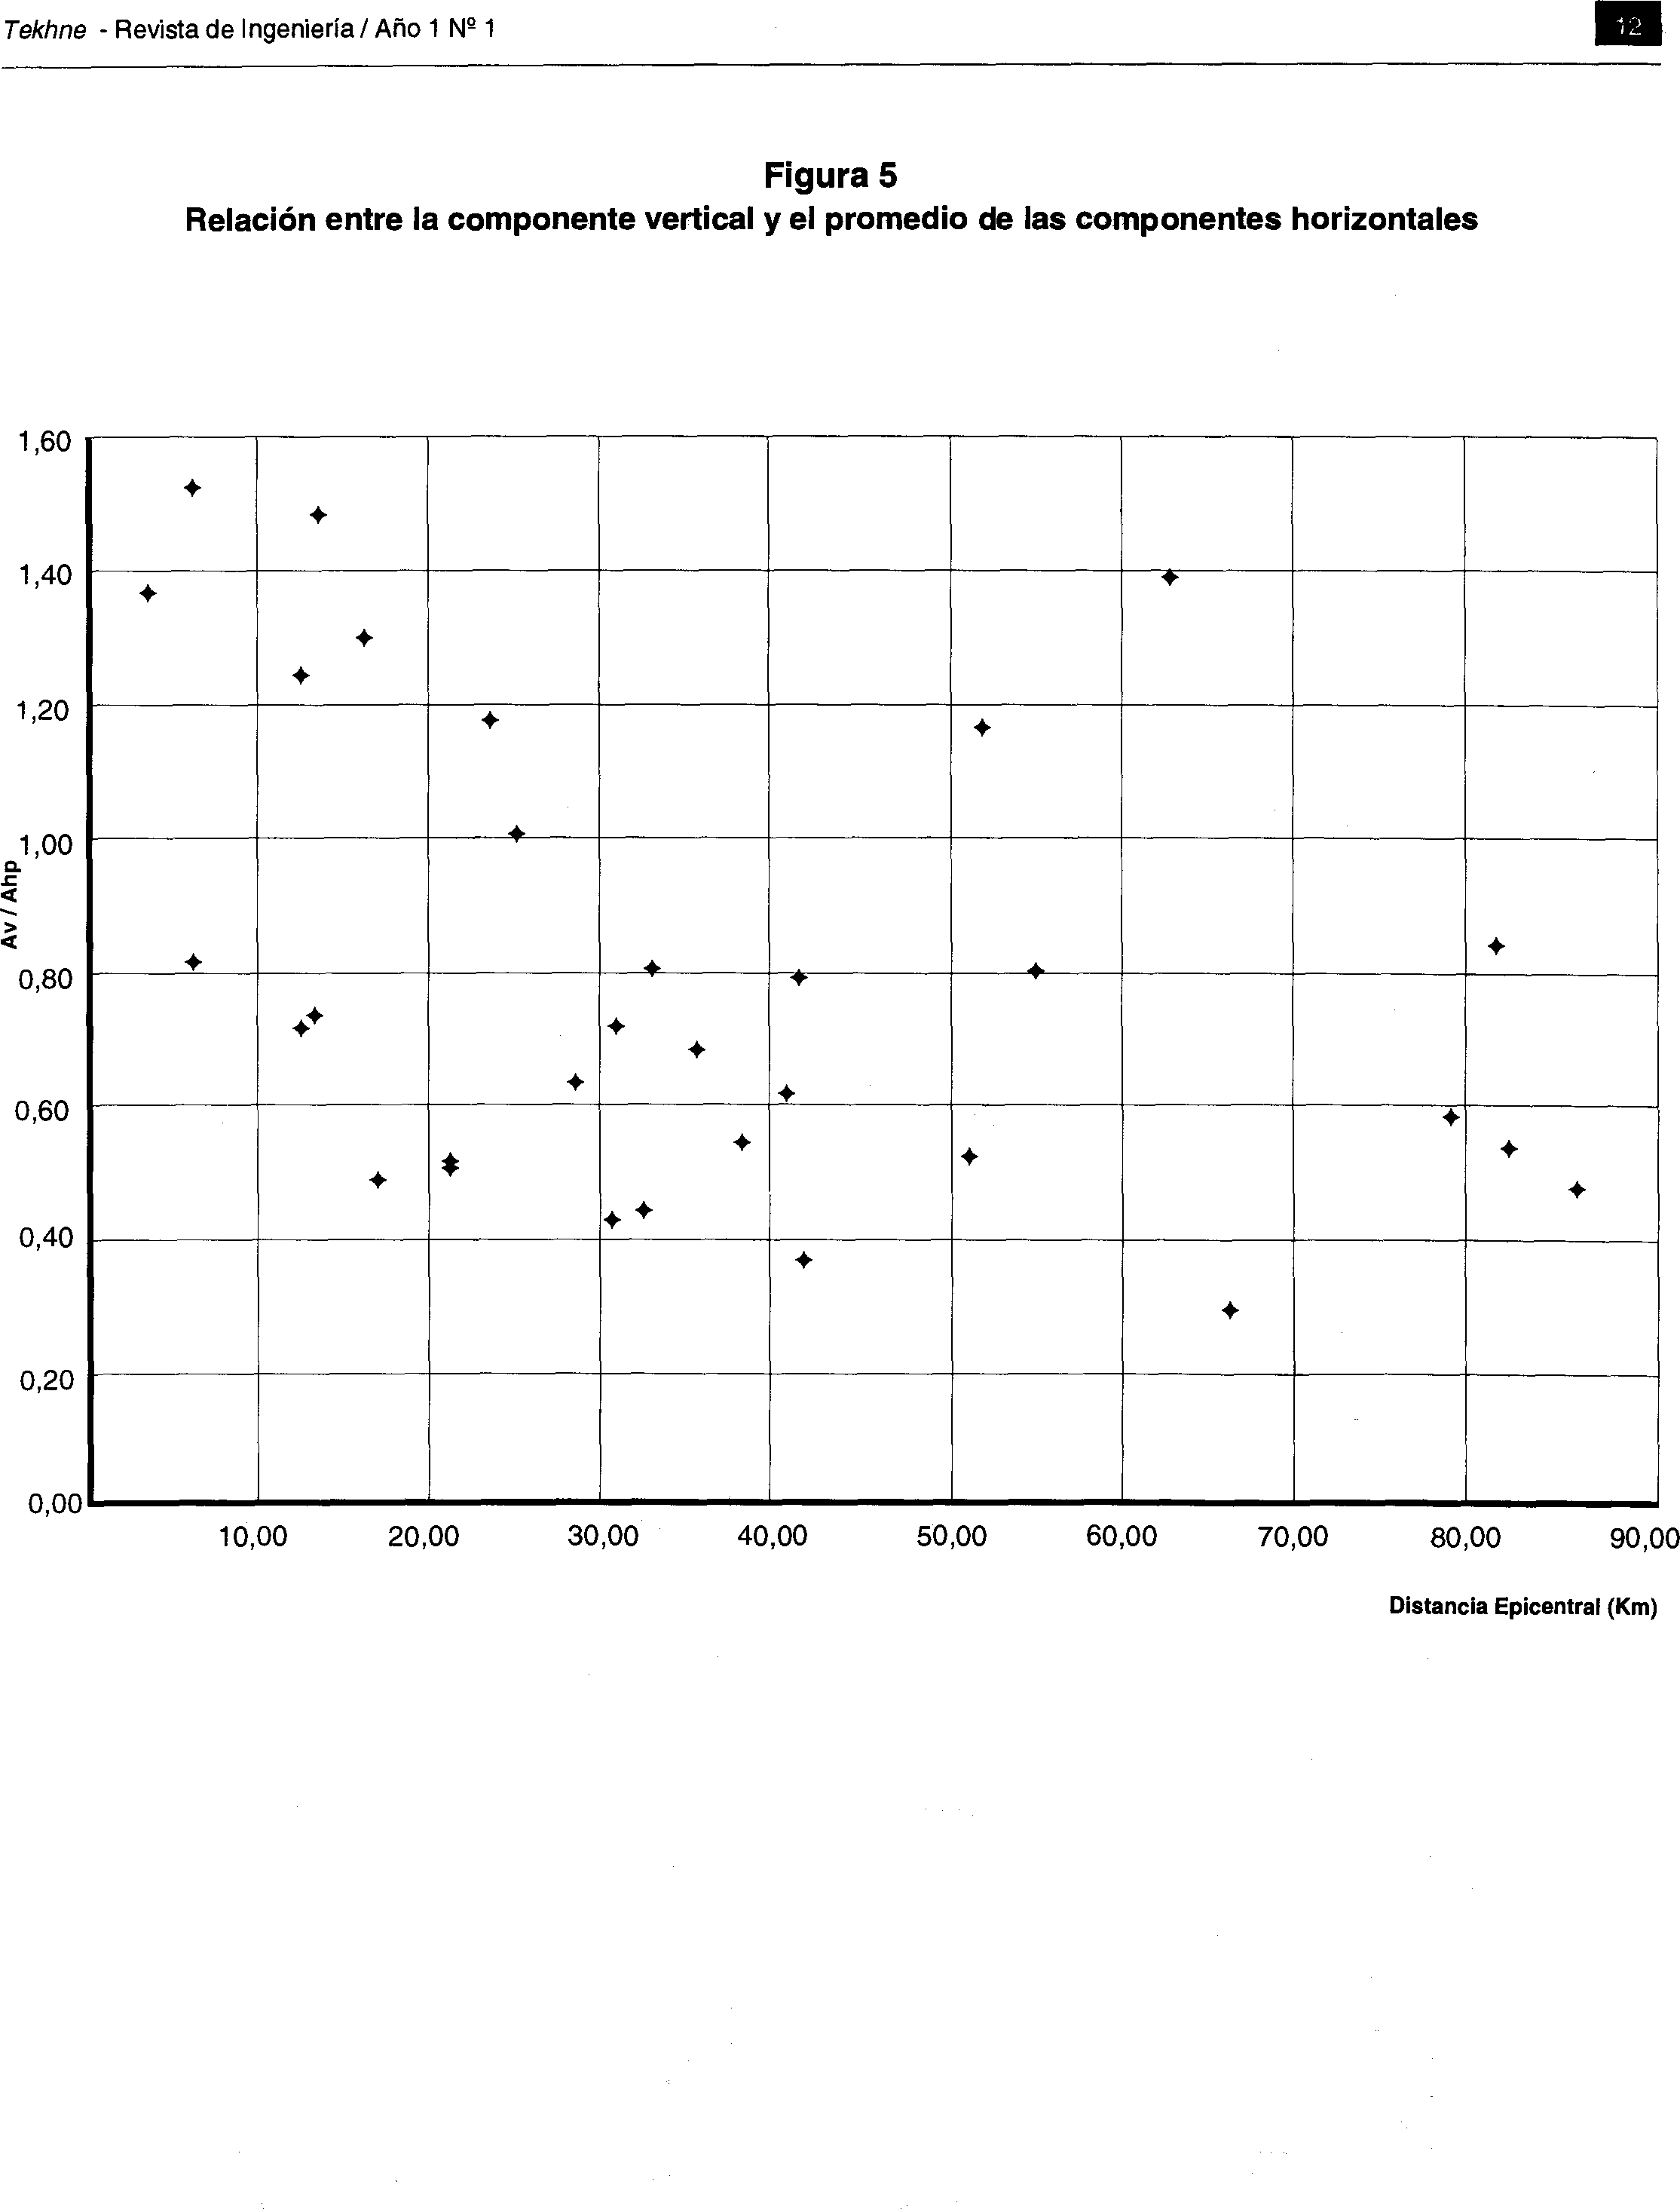 Tekhne - Revista de Ingeniería / Año 1 Nº 1
12
Figura 5
Relación entre la componente vertical y el promedio de las componentes horizontales
1,60
1,40
1,20
1,00
0,80
0,60
0,40
0,20
0,00
Av / Ahp
10,00 20,00 30,00 40,00 50,00 60,00 70,00 80,00 90,00
Distancia Epicentral (Km)